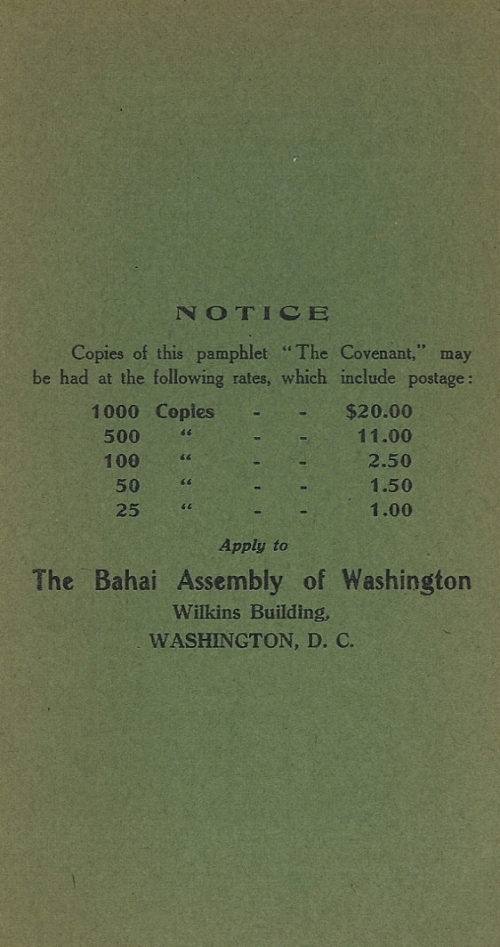 NOTICE
Copies of this pamphlet “The Covenant,” may
be had at the following rates, which include postage:
1000 Copies - - $20.00
500 “ - - 11.00
100 “ - - 2.50
50 “ - - 1.50
25 “ - - 1.00
Apply to
The Bahai Assembly of Washington
Wilkins Building,
WASHINGTON, D. C.